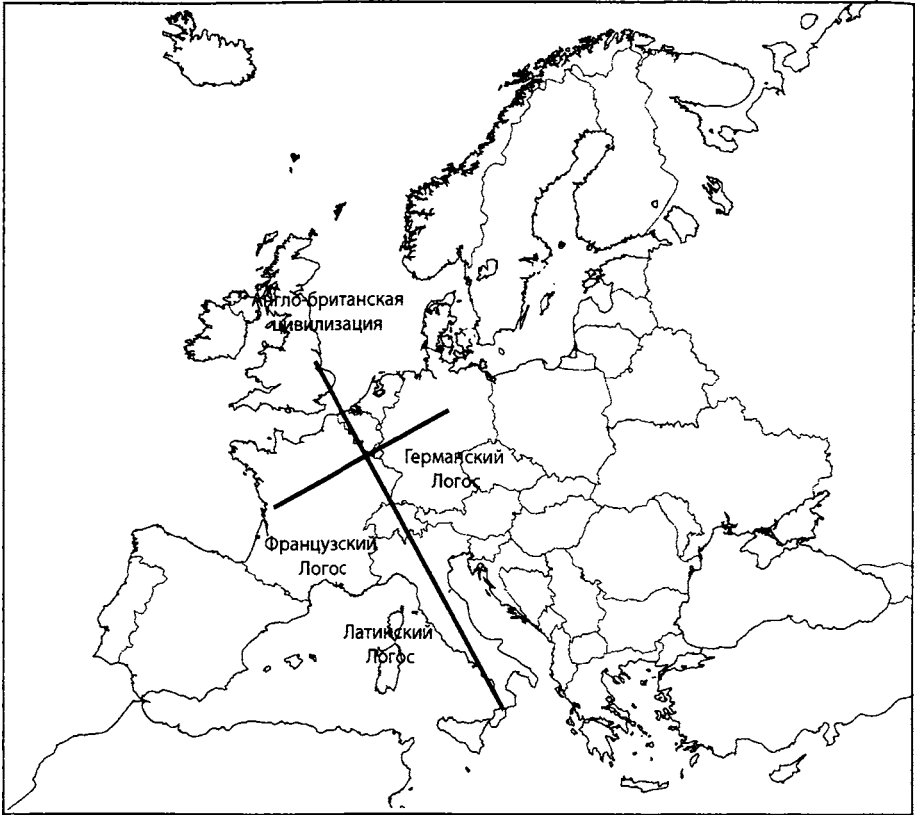 Англо-британская
цивилизация
Германский
Логос
Французский
Логос
Латинский
Логос